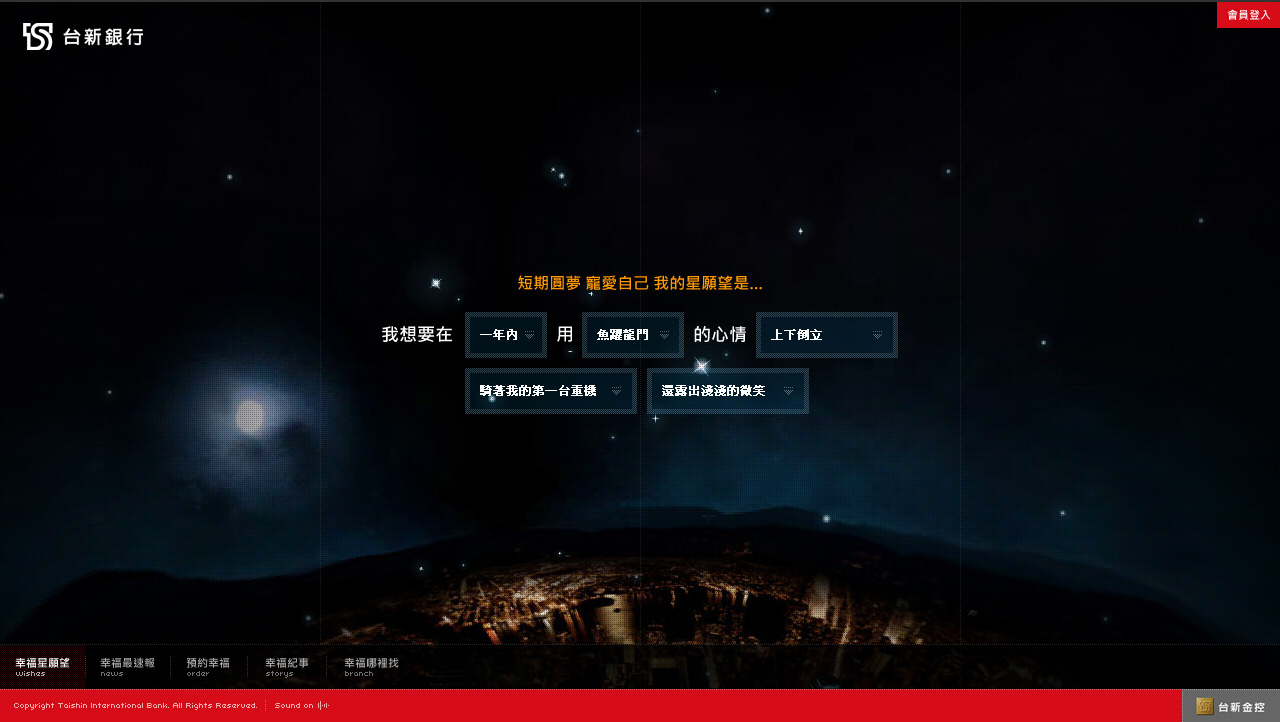 台新銀行
會員登入
短期圓夢 寵愛自己 我的星願望是...
我想要在 一年內 用 魚躍龍門 的心情 上下倒立
騎著我的第一台重機 還露出淺淺的微笑
幸福星願望 幸福最速報 預約幸福 幸福紀事 幸福哪裡找
wishes news order storys branch
Copyright Taishin International Bank. All Rights Reserved. Sound on
台新金控